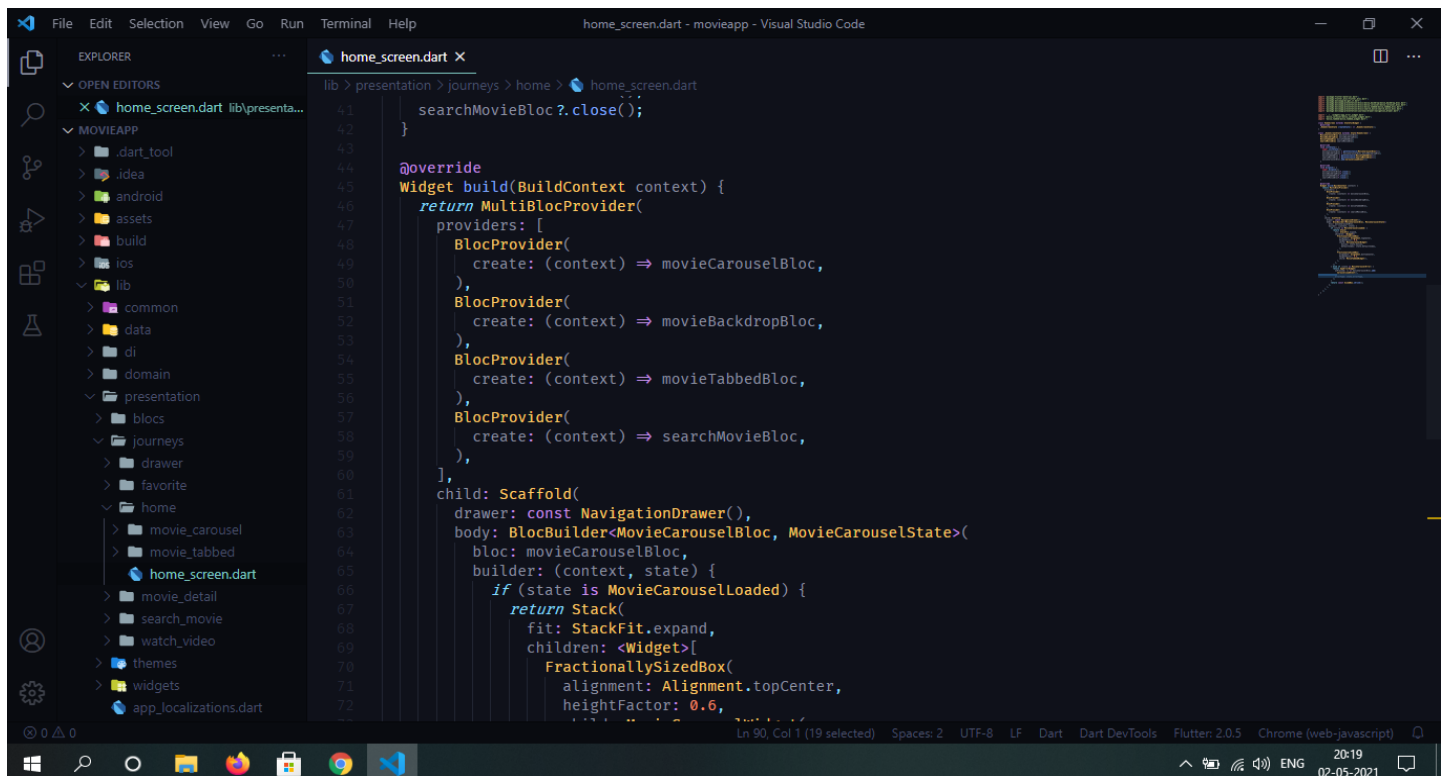 File Edit Selection View Go Run Terminal Help home_screen.dart - movieapp - Visual Studio Code
EXPLORER
OPEN EDITORS
home_screen.dart lib\presenta...
MOVIEAPP
.dart_tool
.idea
android
assets
build
ios
lib
common
data
di
domain
presentation
blocs
journeys
drawer
favorite
home
movie_carousel
movie_tabbed
home_screen.dart
movie_detail
search_movie
watch_video
themes
widgets
app_localizations.dart
home_screen.dart
lib > presentation > journeys > home > home_screen.dart
41 searchMovieBloc?.close();
42 }
43
44 @override
45 Widget build(BuildContext context) {
46 return MultiBlocProvider(
47 providers: [
48 BlocProvider(
49 create: (context) => movieCarouselBloc,
50 ),
51 BlocProvider(
52 create: (context) => movieBackdropBloc,
53 ),
54 BlocProvider(
55 create: (context) => movieTabbedBloc,
56 ),
57 BlocProvider(
58 create: (context) => searchMovieBloc,
59 ),
60 ],
61 child: Scaffold(
62 drawer: const NavigationDrawer(),
63 body: BlocBuilder<MovieCarouselBloc, MovieCarouselState>(
64 bloc: movieCarouselBloc,
65 builder: (context, state) {
66 if (state is MovieCarouselLoaded) {
67 return Stack(
68 fit: StackFit.expand,
69 children: <Widget>[
70 FractionallySizedBox(
71 alignment: Alignment.topCenter,
72 heightFactor: 0.6,
0 0 Ln 90, Col 1 (19 selected) Spaces: 2 UTF-8 LF Dart Dart DevTools Flutter: 2.0.5 Chrome (web-javascript)
ENG
20:19
02-05-2021